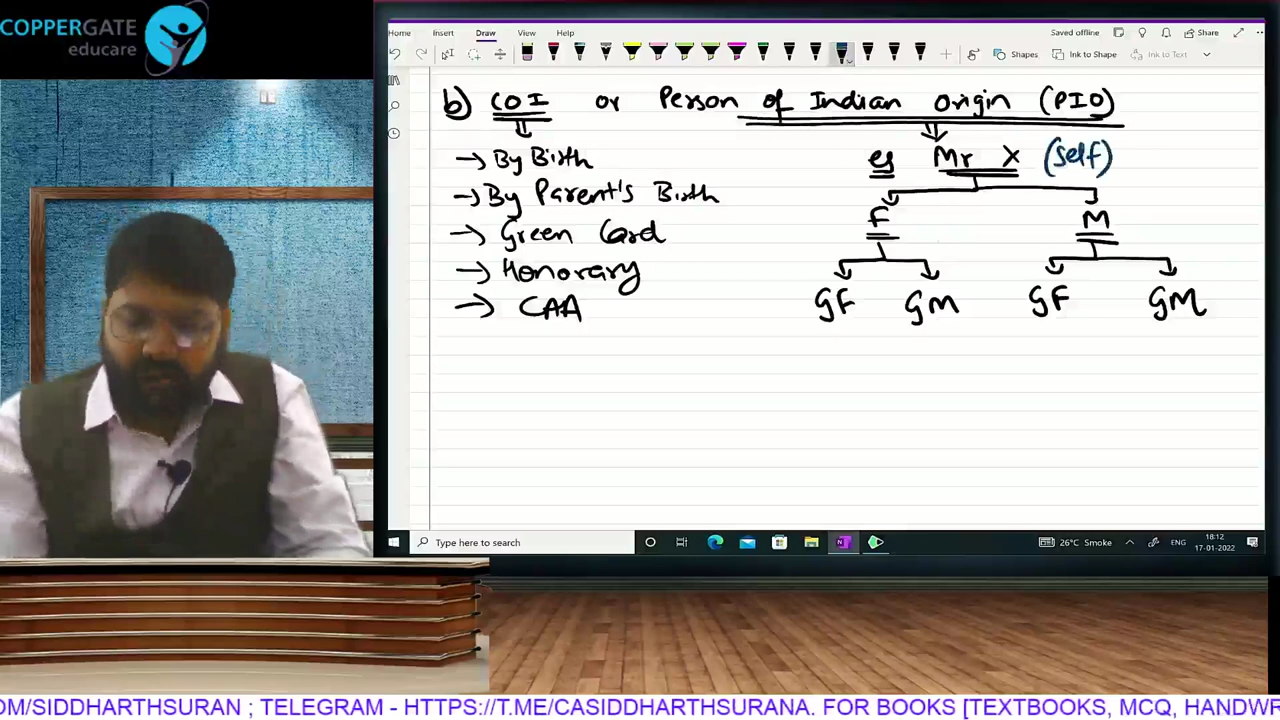 COPPERGATE
educare
Home Insert Draw View Help
Saved offline
Share
Shapes
Ink to Shape
Ink to Text
b) COI or Person of Indian origin (PIO)
→ By Birth
eg Mr X (Self)
→ By Parent's Birth
F M
→ Green Card
→ Honorary
GF GM GF GM
→ CAA
Type here to search
26°C Smoke
ENG
18:12
17-01-2022
OM/SIDDHARTHSURAN ; TELEGRAM - HTTPS://T.ME/CASIDDHARTHSURANA. FOR BOOKS [TEXTBOOKS, MCQ, HANDWR